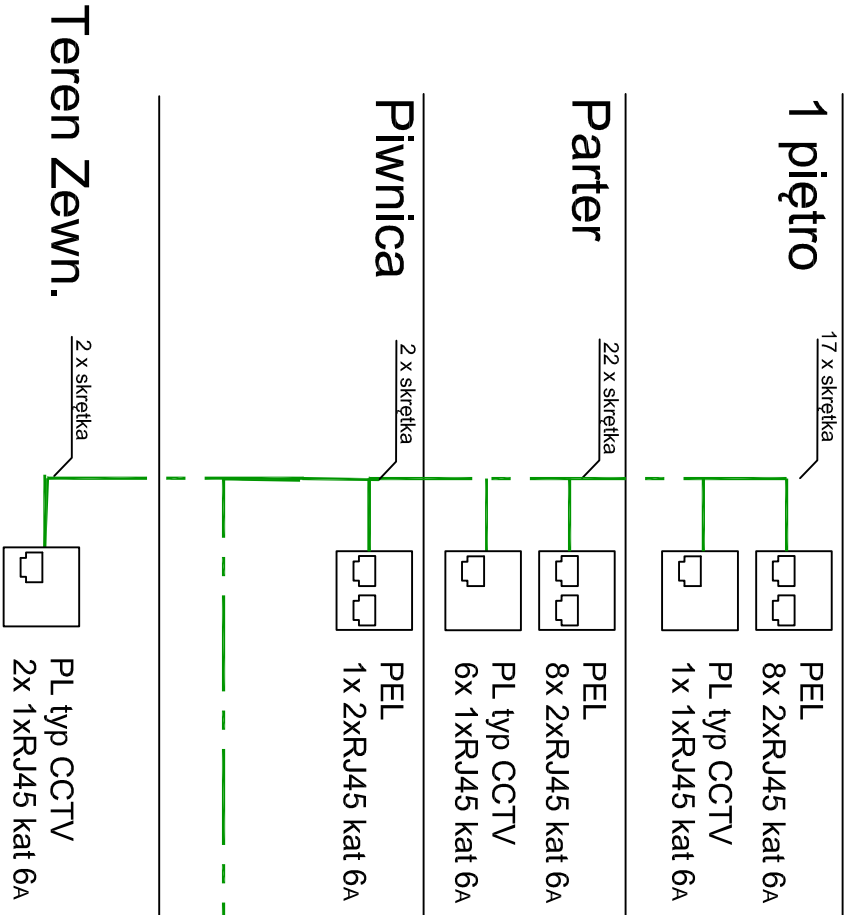 1 piętro
17 x skrętka
PEL
8x 2xRJ45 kat 6A
PL typ CCTV
1x 1xRJ45 kat 6A
Parter
22 x skrętka
PEL
8x 2xRJ45 kat 6A
PL typ CCTV
6x 1xRJ45 kat 6A
Piwnica
2 x skrętka
PEL
1x 2xRJ45 kat 6A
Teren Zewn.
2 x skrętka
PL typ CCTV
2x 1xRJ45 kat 6A